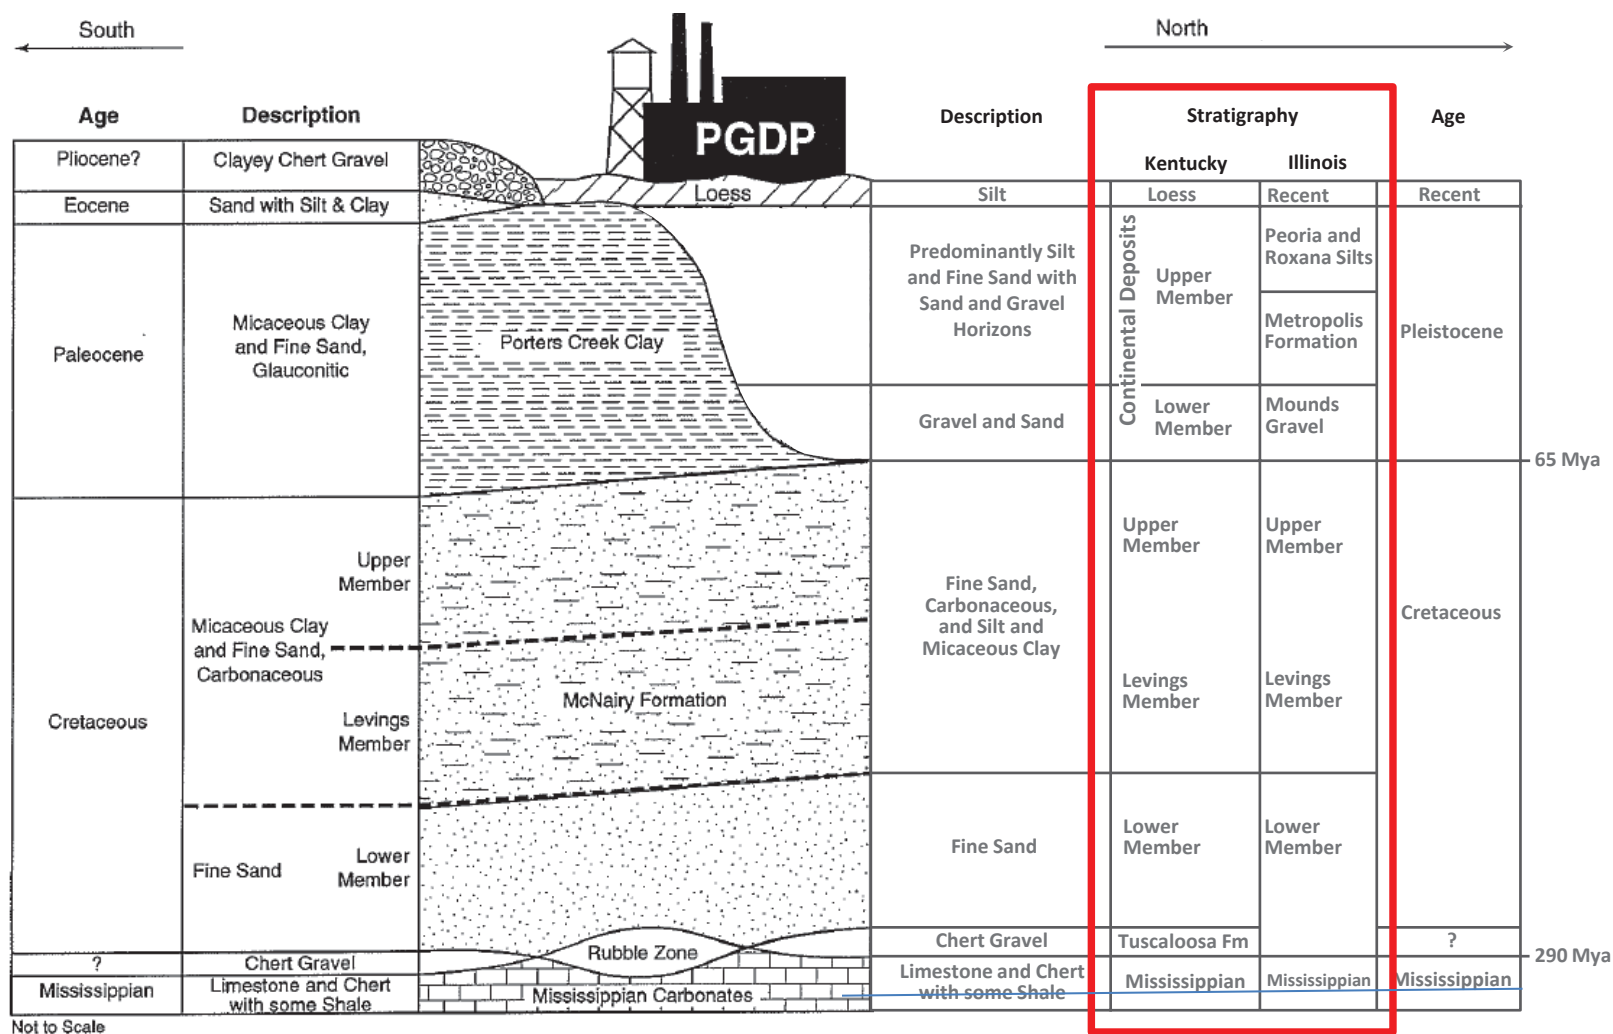 South
North
Age
Description
PGDP
Description
Stratigraphy
Age
Kentucky
Illinois
Pliocene?
Clayey Chert Gravel
Loess
Silt
Loess
Recent
Recent
Eocene
Sand with Silt & Clay
Paleocene
Micaceous Clay
and Fine Sand,
Glauconitic
Porters Creek Clay
Predominantly Silt
and Fine Sand with
Sand and Gravel
Horizons
Continental Deposits
Upper
Member
Peoria and
Roxana Silts
Metropolis
Formation
Pleistocene
Gravel and Sand
Lower
Member
Mounds
Gravel
65 Mya
Cretaceous
Micaceous Clay
and Fine Sand,
Carbonaceous
Upper
Member
Levings
Member
McNairy Formation
Fine Sand,
Carbonaceous,
and Silt and
Micaceous Clay
Upper
Member
Upper
Member
Levings
Member
Levings
Member
Cretaceous
Fine Sand
Lower
Member
Fine Sand
Lower
Member
Lower
Member
?
Chert Gravel
Rubble Zone
Chert Gravel
Tuscaloosa Fm
?
290 Mya
Mississippian
Limestone and Chert
with some Shale
Mississippian Carbonates
Limestone and Chert
with some Shale
Mississippian
Mississippian
Mississippian
Not to Scale